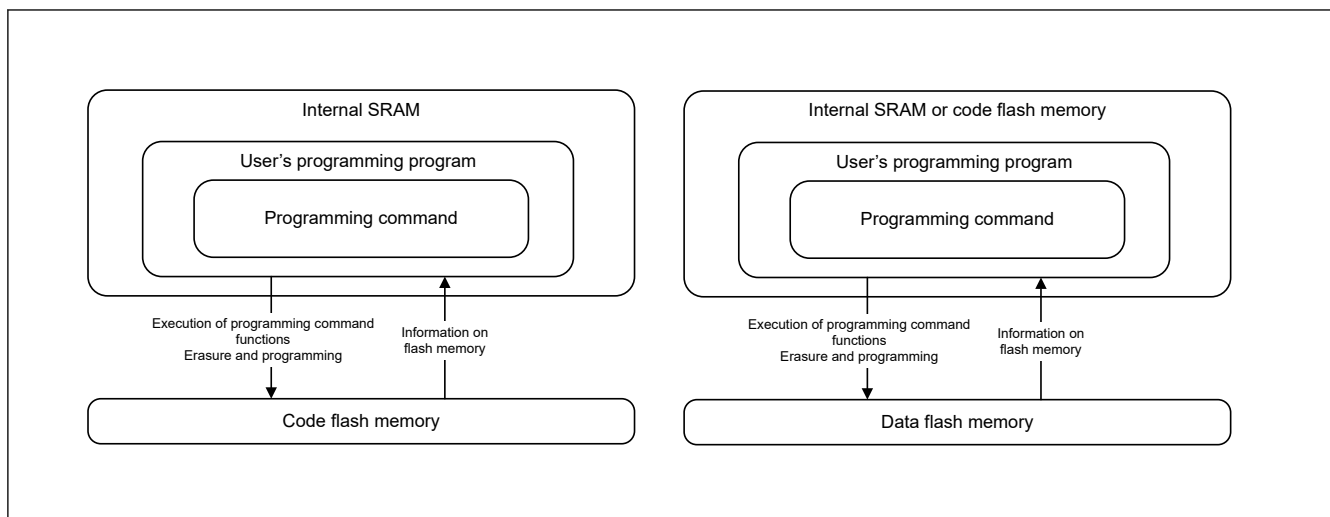 Internal SRAM
User’s programming program
Programming command
Execution of programming command
functions
Erasure and programming
Information on
flash memory
Code flash memory
Internal SRAM or code flash memory
User’s programming program
Programming command
Execution of programming command
functions
Erasure and programming
Information on
flash memory
Data flash memory